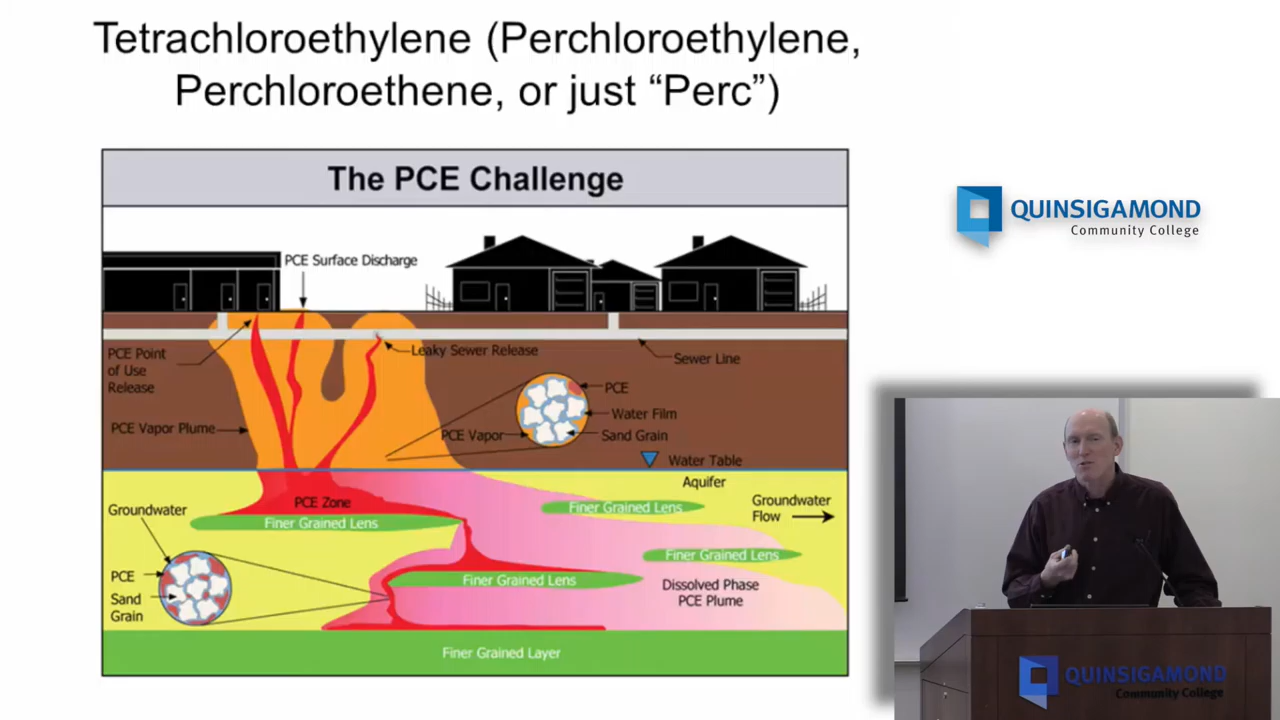 Tetrachloroethylene (Perchloroethylene,
Perchloroethene, or just “Perc”)
The PCE Challenge
QUINSIGAMOND
Community College
PCE Surface Discharge
PCE Point
of Use
Release
Leaky Sewer Release
Sewer Line
PCE
Water Film
PCE Vapor Plume
PCE Vapor
Sand Grain
Water Table
Aquifer
Groundwater
Flow
PCE Zone
Finer Grained Lens
Groundwater
Finer Grained Lens
Finer Grained Lens
PCE
Sand
Grain
Finer Grained Lens
Dissolved Phase
PCE Plume
Finer Grained Layer
QUINSIGAMOND
Community College